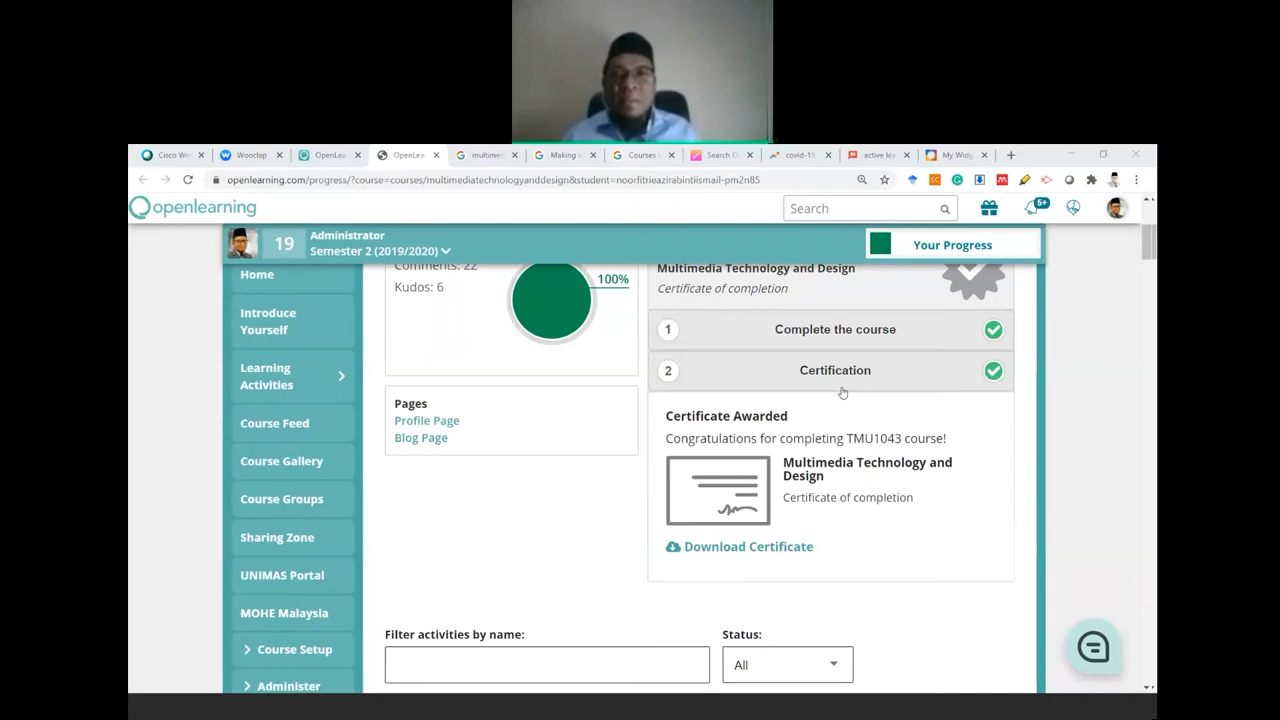 Cisco We
Wooclap
OpenLea
OpenLea
multimed
Making s
Courses
Search O
covid-19
active lea
My Widg
openlearning.com/progress/?course=courses/multimediatechnologyanddesign&student=noorfitrieazirabintiismail-pm2n85
openlearning
Search
5+
19
Administrator
Semester 2 (2019/2020)
Your Progress
Home
Introduce
Yourself
Learning
Activities
Course Feed
Course Gallery
Course Groups
Sharing Zone
UNIMAS Portal
MOHE Malaysia
Course Setup
Administer
Comments: 22
Kudos: 6
100%
Pages
Profile Page
Blog Page
Multimedia Technology and Design
Certificate of completion
1 Complete the course
2 Certification
Certificate Awarded
Congratulations for completing TMU1043 course!
Multimedia Technology and
Design
Certificate of completion
Download Certificate
Filter activities by name:
Status:
All